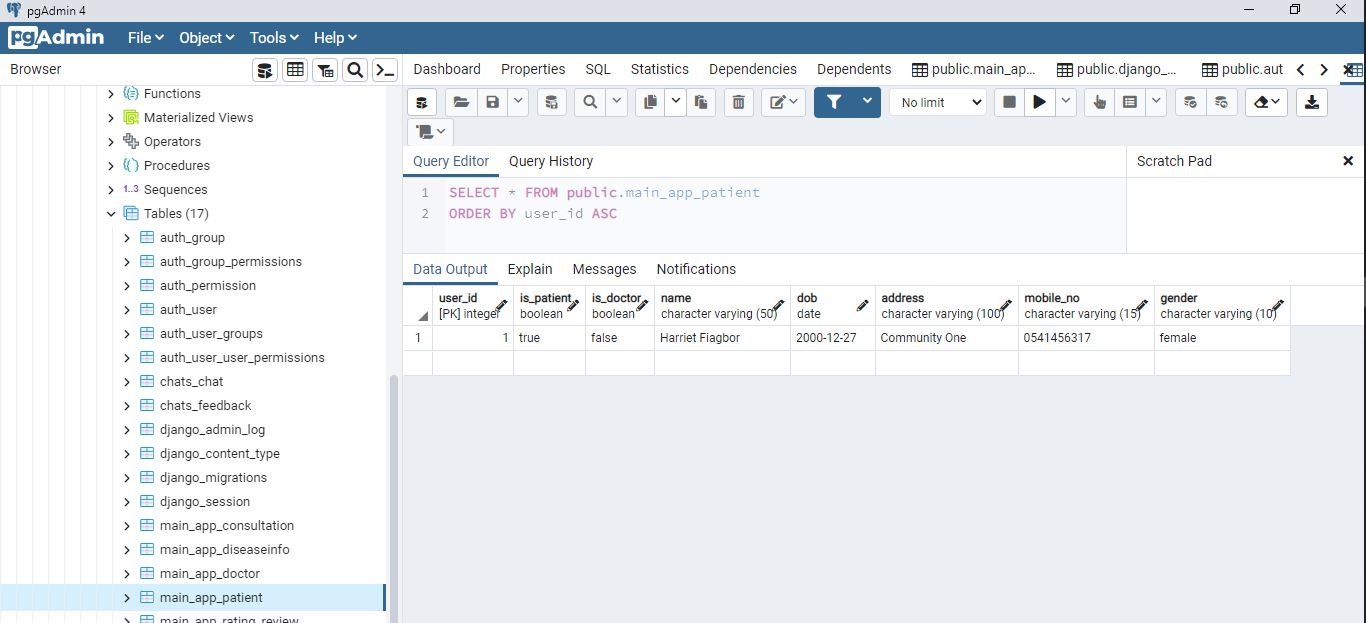 pgAdmin 4
pgAdmin File Object Tools Help
Browser
Functions
Materialized Views
Operators
Procedures
1..3 Sequences
Tables (17)
auth_group
auth_group_permissions
auth_permission
auth_user
auth_user_groups
auth_user_user_permissions
chats_chat
chats_feedback
django_admin_log
django_content_type
django_migrations
django_session
main_app_consultation
main_app_diseaseinfo
main_app_doctor
main_app_patient
main_app_rating_review
Dashboard Properties SQL Statistics Dependencies Dependents public.main_ap... public.django_... public.aut
No limit
Query Editor Query History
Scratch Pad
1 SELECT * FROM public.main_app_patient
2 ORDER BY user_id ASC
Data Output Explain Messages Notifications
user_id is_patient is_doctor name dob address mobile_no gender
[PK] integer boolean boolean character varying (50) date character varying (100) character varying (15) character varying (10)
1 1 true false Harriet Fiagbor 2000-12-27 Community One 0541456317 female